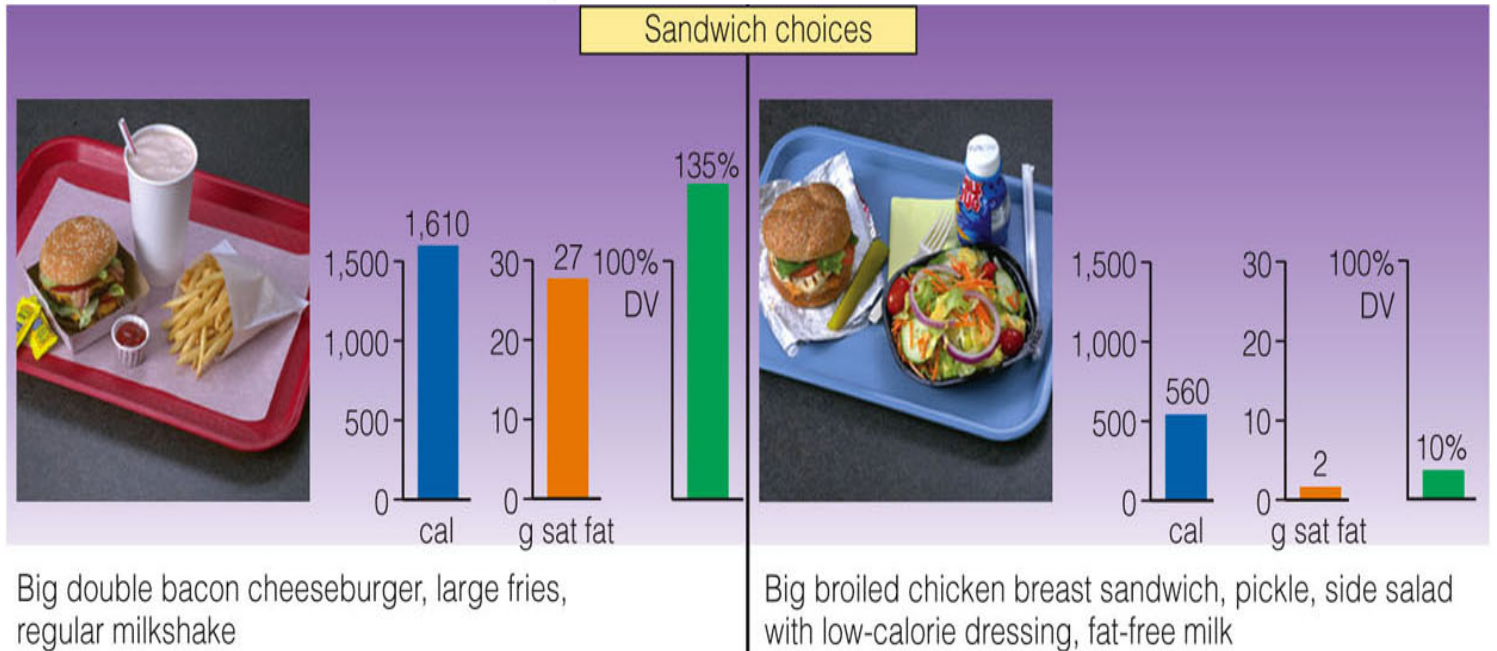 Sandwich choices
1,610
1,500
1,000
500
0
cal
27
30
20
10
0
g sat fat
135%
100%
DV
Big double bacon cheeseburger, large fries,
regular milkshake
1,500
1,000
560
500
0
cal
30
20
10
2
0
g sat fat
100%
DV
10%
Big broiled chicken breast sandwich, pickle, side salad
with low-calorie dressing, fat-free milk